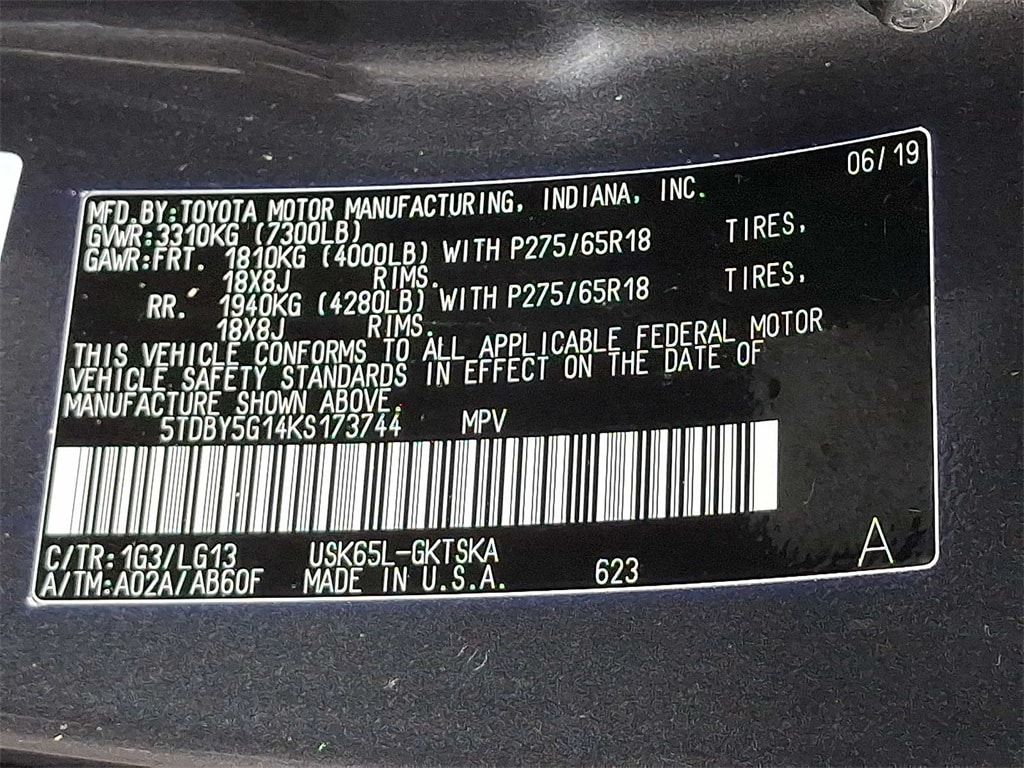 06/19
MFD.BY:TOYOTA MOTOR MANUFACTURING, INDIANA, INC.
GVWR:3310KG (7300LB)
GAWR:FRT. 1810KG (4000LB) WITH P275/65R18 TIRES,
18X8J RIMS.
RR. 1940KG (4280LB) WITH P275/65R18 TIRES,
18X8J RIMS.
THIS VEHICLE CONFORMS TO ALL APPLICABLE FEDERAL MOTOR
VEHICLE SAFETY STANDARDS IN EFFECT ON THE DATE OF
MANUFACTURE SHOWN ABOVE.
5TDBY5G14KS173744 MPV
C/TR:1G3/LG13 USK65L-GKTSKA
A/TM:A02A/AB60F MADE IN U.S.A. 623 A